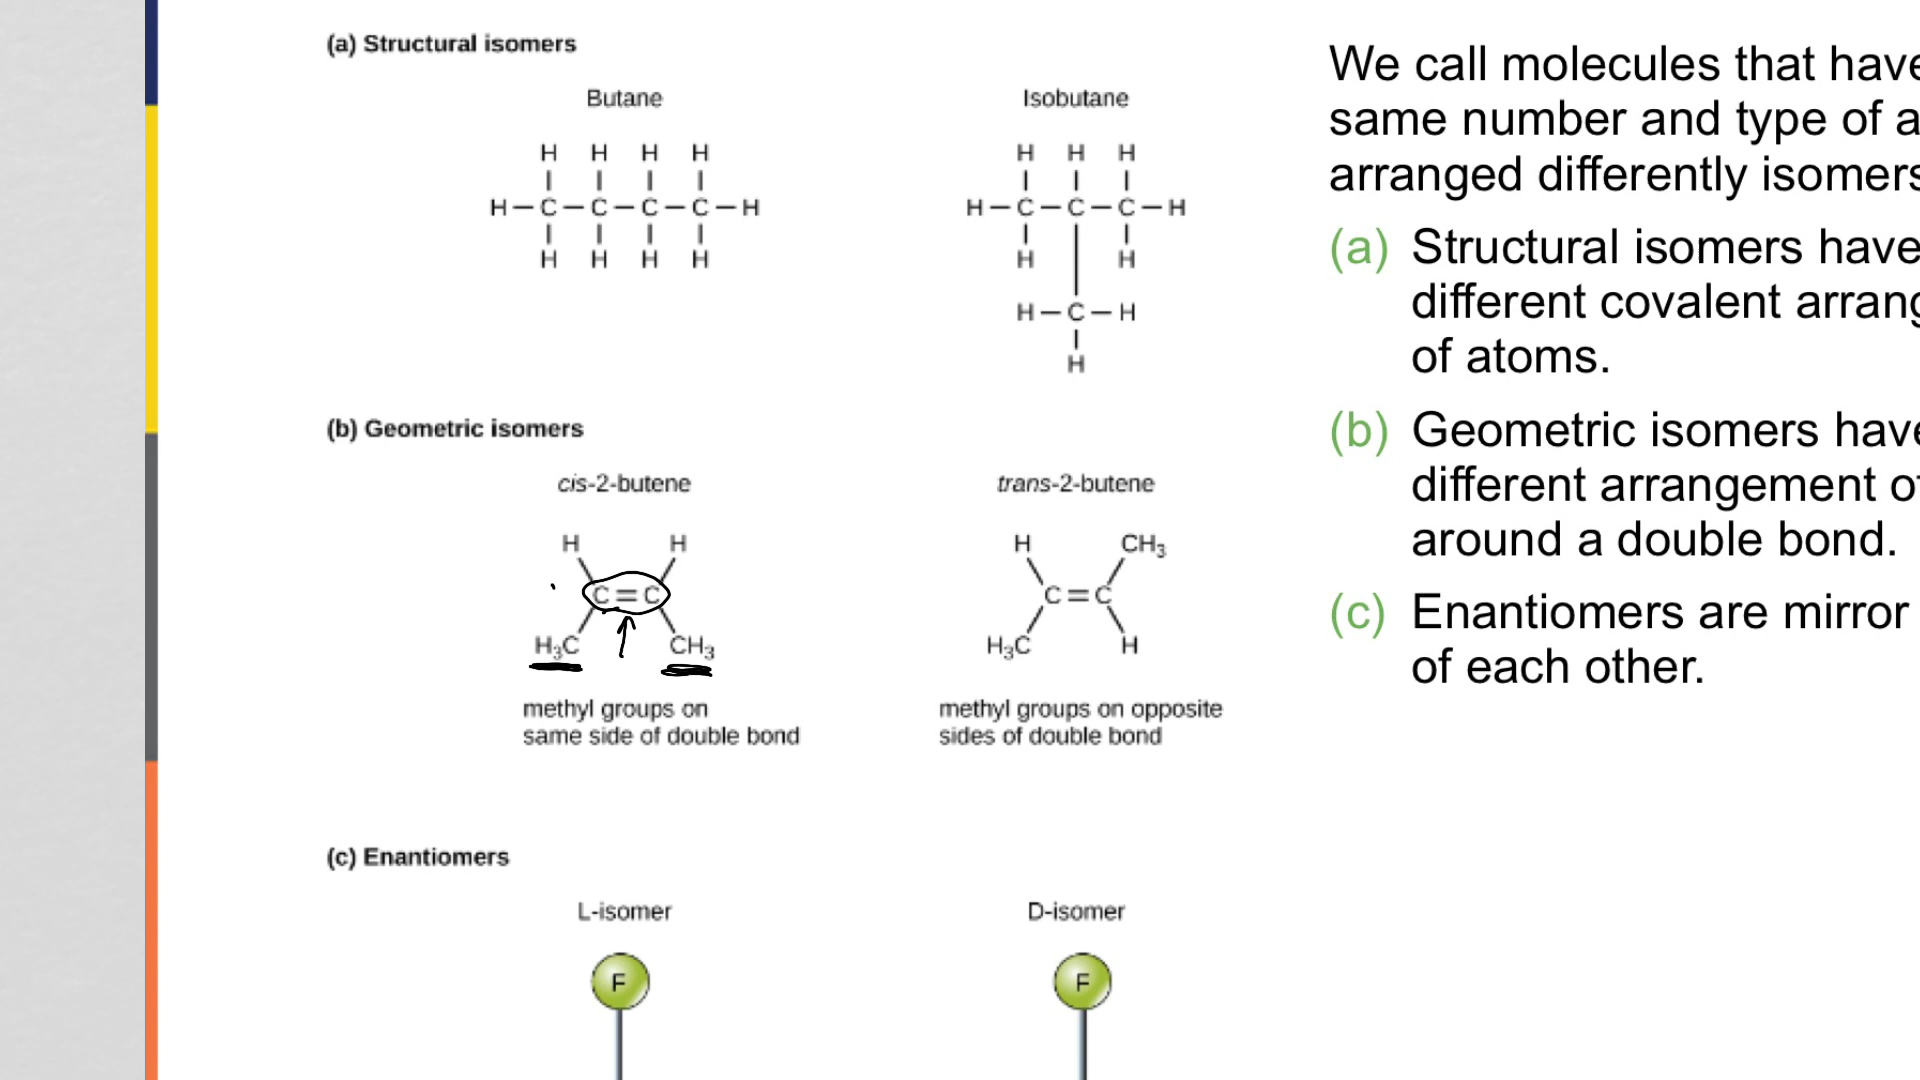 (a) Structural isomers
Butane
H H H H
H–C–C–C–C–H
H H H H
Isobutane
H H H
H–C–C–C–H
H H
H–C–H
H
(b) Geometric isomers
cis-2-butene
H H
C=C
H₃C CH₃
methyl groups on
same side of double bond
trans-2-butene
H CH₃
C=C
H₃C H
methyl groups on opposite
sides of double bond
(c) Enantiomers
L-isomer
F
D-isomer
F
We call molecules that have
same number and type of a
arranged differently isomers
(a) Structural isomers have
different covalent arrang
of atoms.
(b) Geometric isomers have
different arrangement of
around a double bond.
(c) Enantiomers are mirror
of each other.